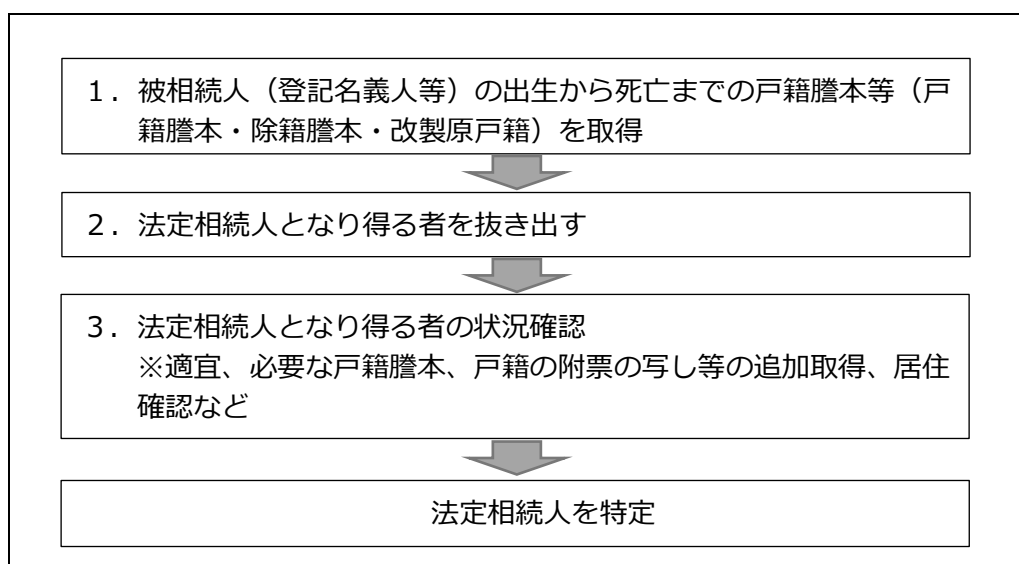 １．被相続人（登記名義人等）の出生から死亡までの戸籍謄本等（戸
籍謄本・除籍謄本・改製原戸籍）を取得
２．法定相続人となり得る者を抜き出す
３．法定相続人となり得る者の状況確認
※適宜、必要な戸籍謄本、戸籍の附票の写し等の追加取得、居住
確認など
法定相続人を特定